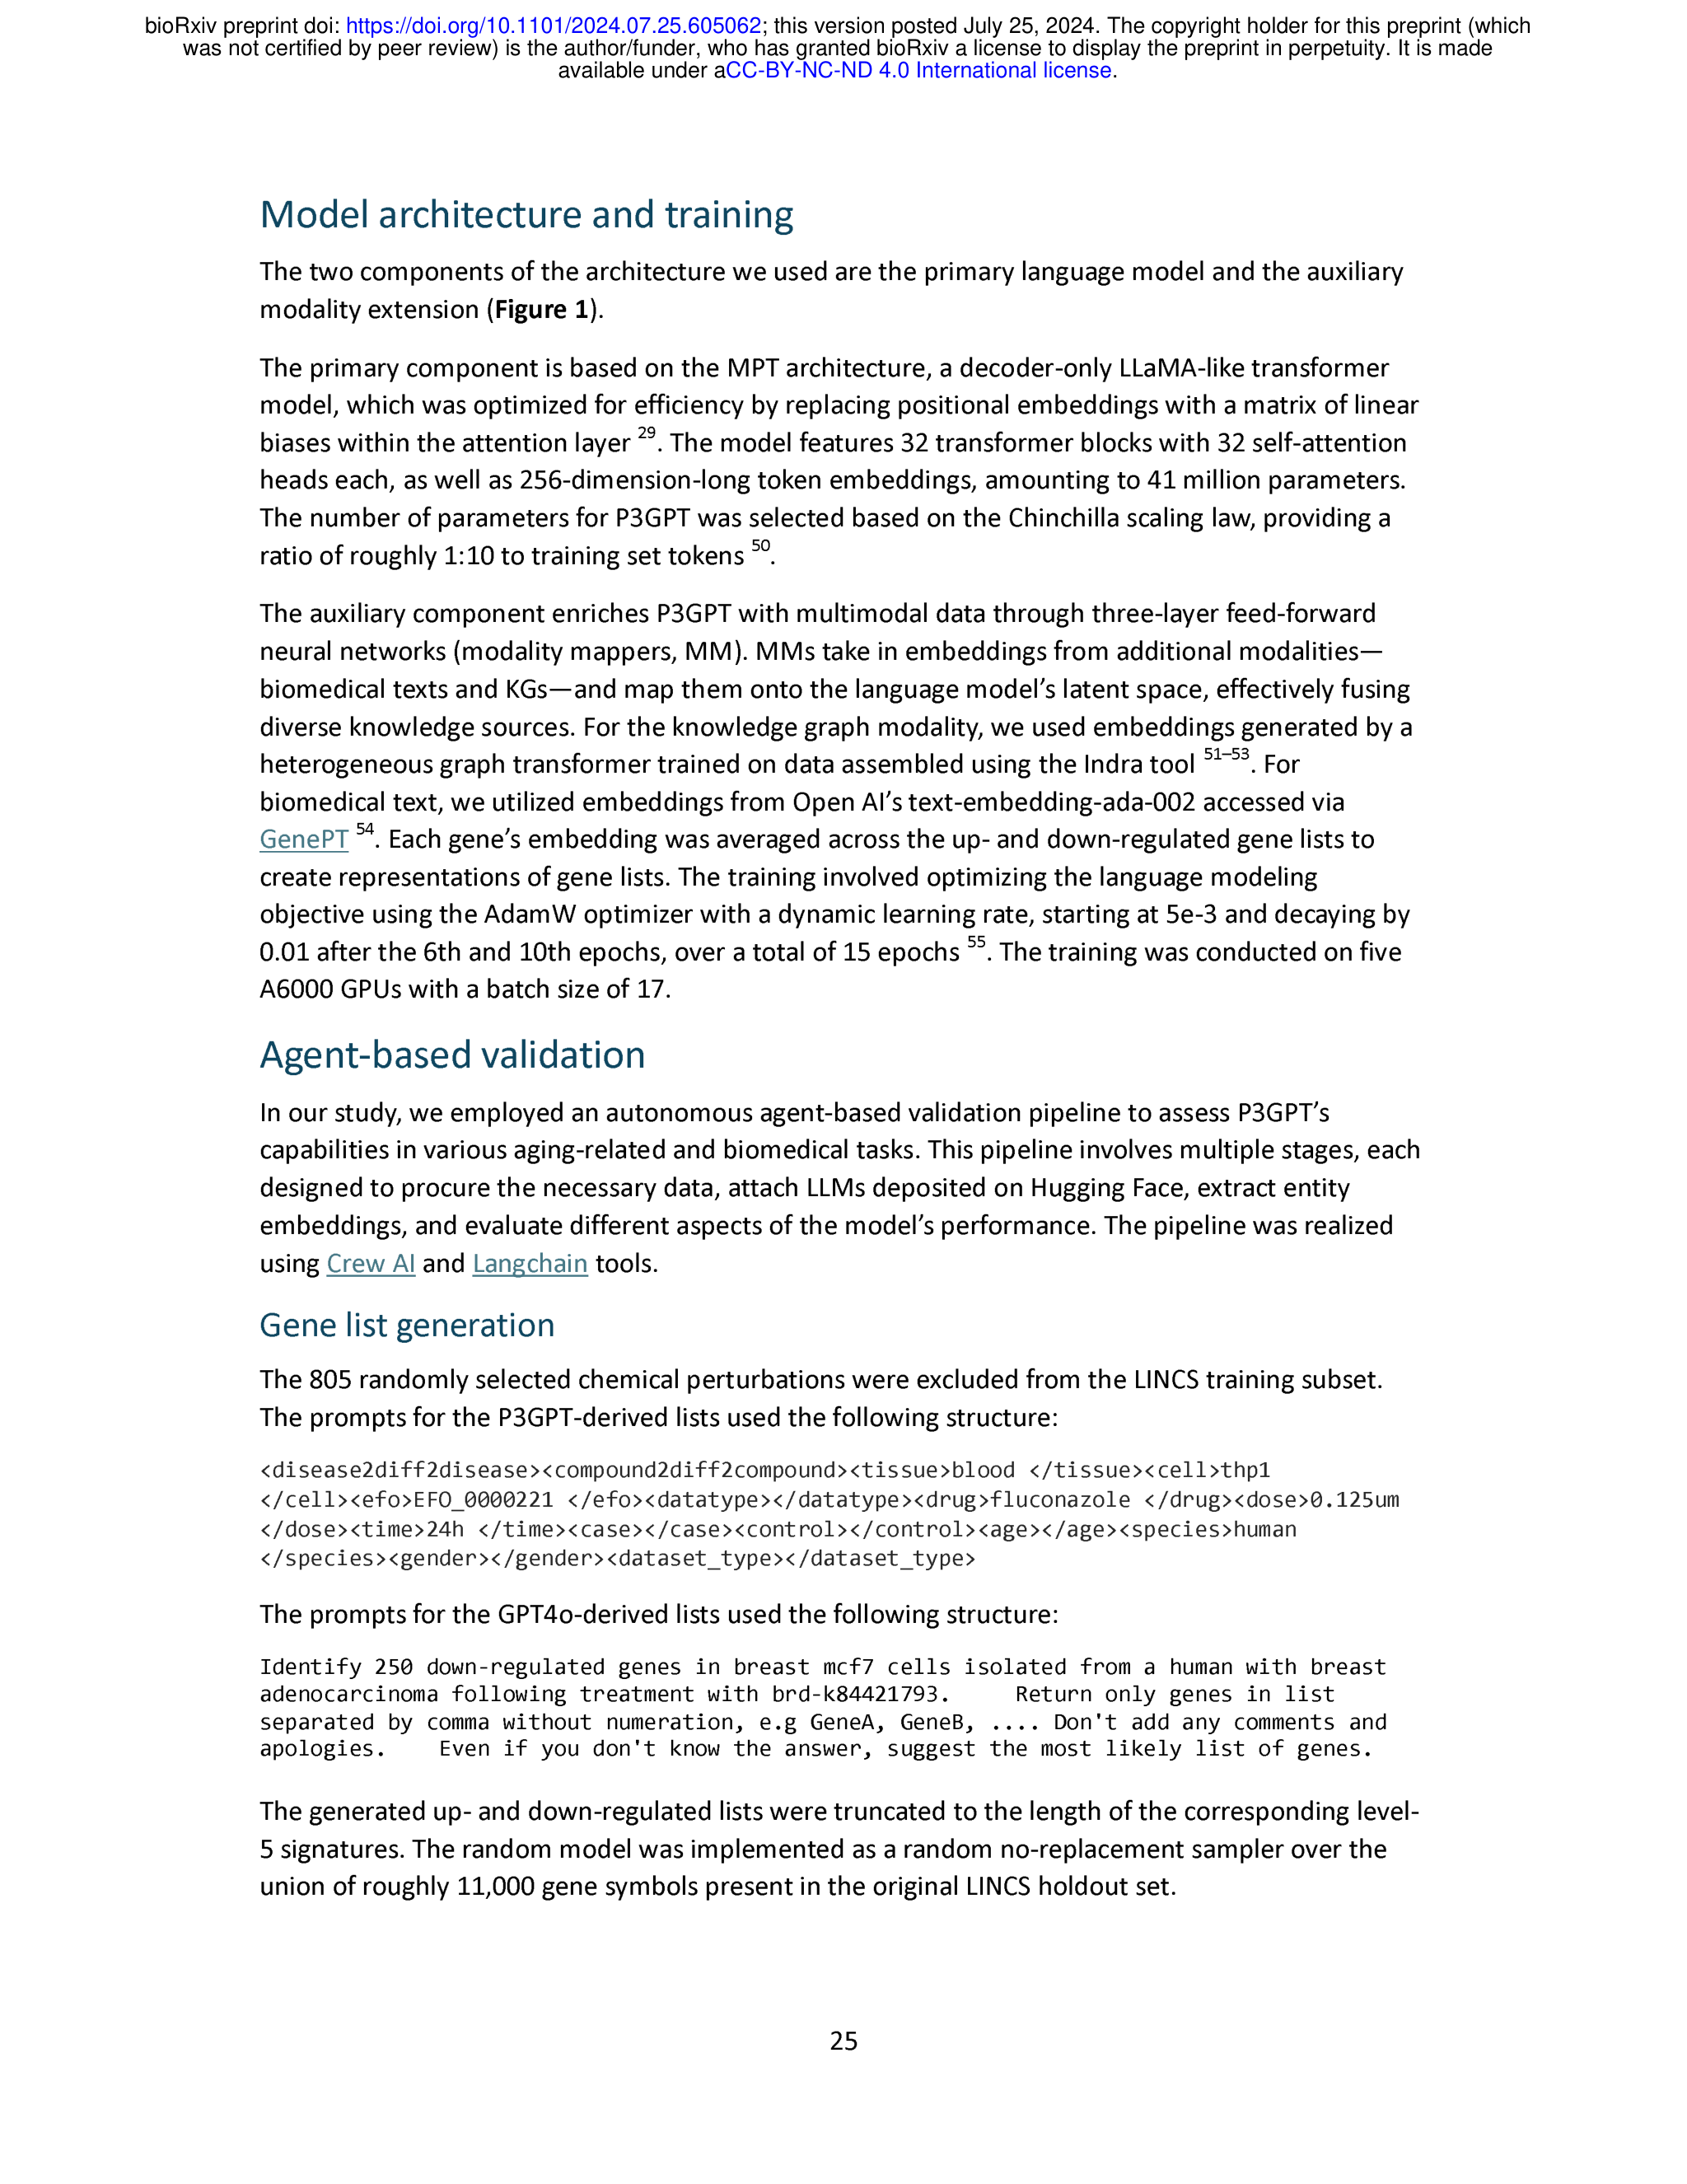 bioRxiv preprint doi: https://doi.org/10.1101/2024.07.25.605062; this version posted July 25, 2024. The copyright holder for this preprint (which
was not certified by peer review) is the author/funder, who has granted bioRxiv a license to display the preprint in perpetuity. It is made
available under aCC-BY-NC-ND 4.0 International license.
Model architecture and training
The two components of the architecture we used are the primary language model and the auxiliary
modality extension (Figure 1).
The primary component is based on the MPT architecture, a decoder-only LLaMA-like transformer
model, which was optimized for efficiency by replacing positional embeddings with a matrix of linear
biases within the attention layer 29. The model features 32 transformer blocks with 32 self-attention
heads each, as well as 256-dimension-long token embeddings, amounting to 41 million parameters.
The number of parameters for P3GPT was selected based on the Chinchilla scaling law, providing a
ratio of roughly 1:10 to training set tokens 50.
The auxiliary component enriches P3GPT with multimodal data through three-layer feed-forward
neural networks (modality mappers, MM). MMs take in embeddings from additional modalities—
biomedical texts and KGs—and map them onto the language model’s latent space, effectively fusing
diverse knowledge sources. For the knowledge graph modality, we used embeddings generated by a
heterogeneous graph transformer trained on data assembled using the Indra tool 51–53. For
biomedical text, we utilized embeddings from Open AI’s text-embedding-ada-002 accessed via
GenePT 54. Each gene’s embedding was averaged across the up- and down-regulated gene lists to
create representations of gene lists. The training involved optimizing the language modeling
objective using the AdamW optimizer with a dynamic learning rate, starting at 5e-3 and decaying by
0.01 after the 6th and 10th epochs, over a total of 15 epochs 55. The training was conducted on five
A6000 GPUs with a batch size of 17.
Agent-based validation
In our study, we employed an autonomous agent-based validation pipeline to assess P3GPT’s
capabilities in various aging-related and biomedical tasks. This pipeline involves multiple stages, each
designed to procure the necessary data, attach LLMs deposited on Hugging Face, extract entity
embeddings, and evaluate different aspects of the model’s performance. The pipeline was realized
using Crew AI and Langchain tools.
Gene list generation
The 805 randomly selected chemical perturbations were excluded from the LINCS training subset.
The prompts for the P3GPT-derived lists used the following structure:
<disease2diff2disease><compound2diff2compound><tissue>blood </tissue><cell>thp1
</cell><efo>EFO_0000221 </efo><datatype></datatype><drug>fluconazole </drug><dose>0.125um
</dose><time>24h </time><case></case><control></control><age></age><species>human
</species><gender></gender><dataset_type></dataset_type>
The prompts for the GPT4o-derived lists used the following structure:
Identify 250 down-regulated genes in breast mcf7 cells isolated from a human with breast
adenocarcinoma following treatment with brd-k84421793.    Return only genes in list
separated by comma without numeration, e.g GeneA, GeneB, .... Don't add any comments and
apologies.    Even if you don't know the answer, suggest the most likely list of genes.
The generated up- and down-regulated lists were truncated to the length of the corresponding level-
5 signatures. The random model was implemented as a random no-replacement sampler over the
union of roughly 11,000 gene symbols present in the original LINCS holdout set.
25